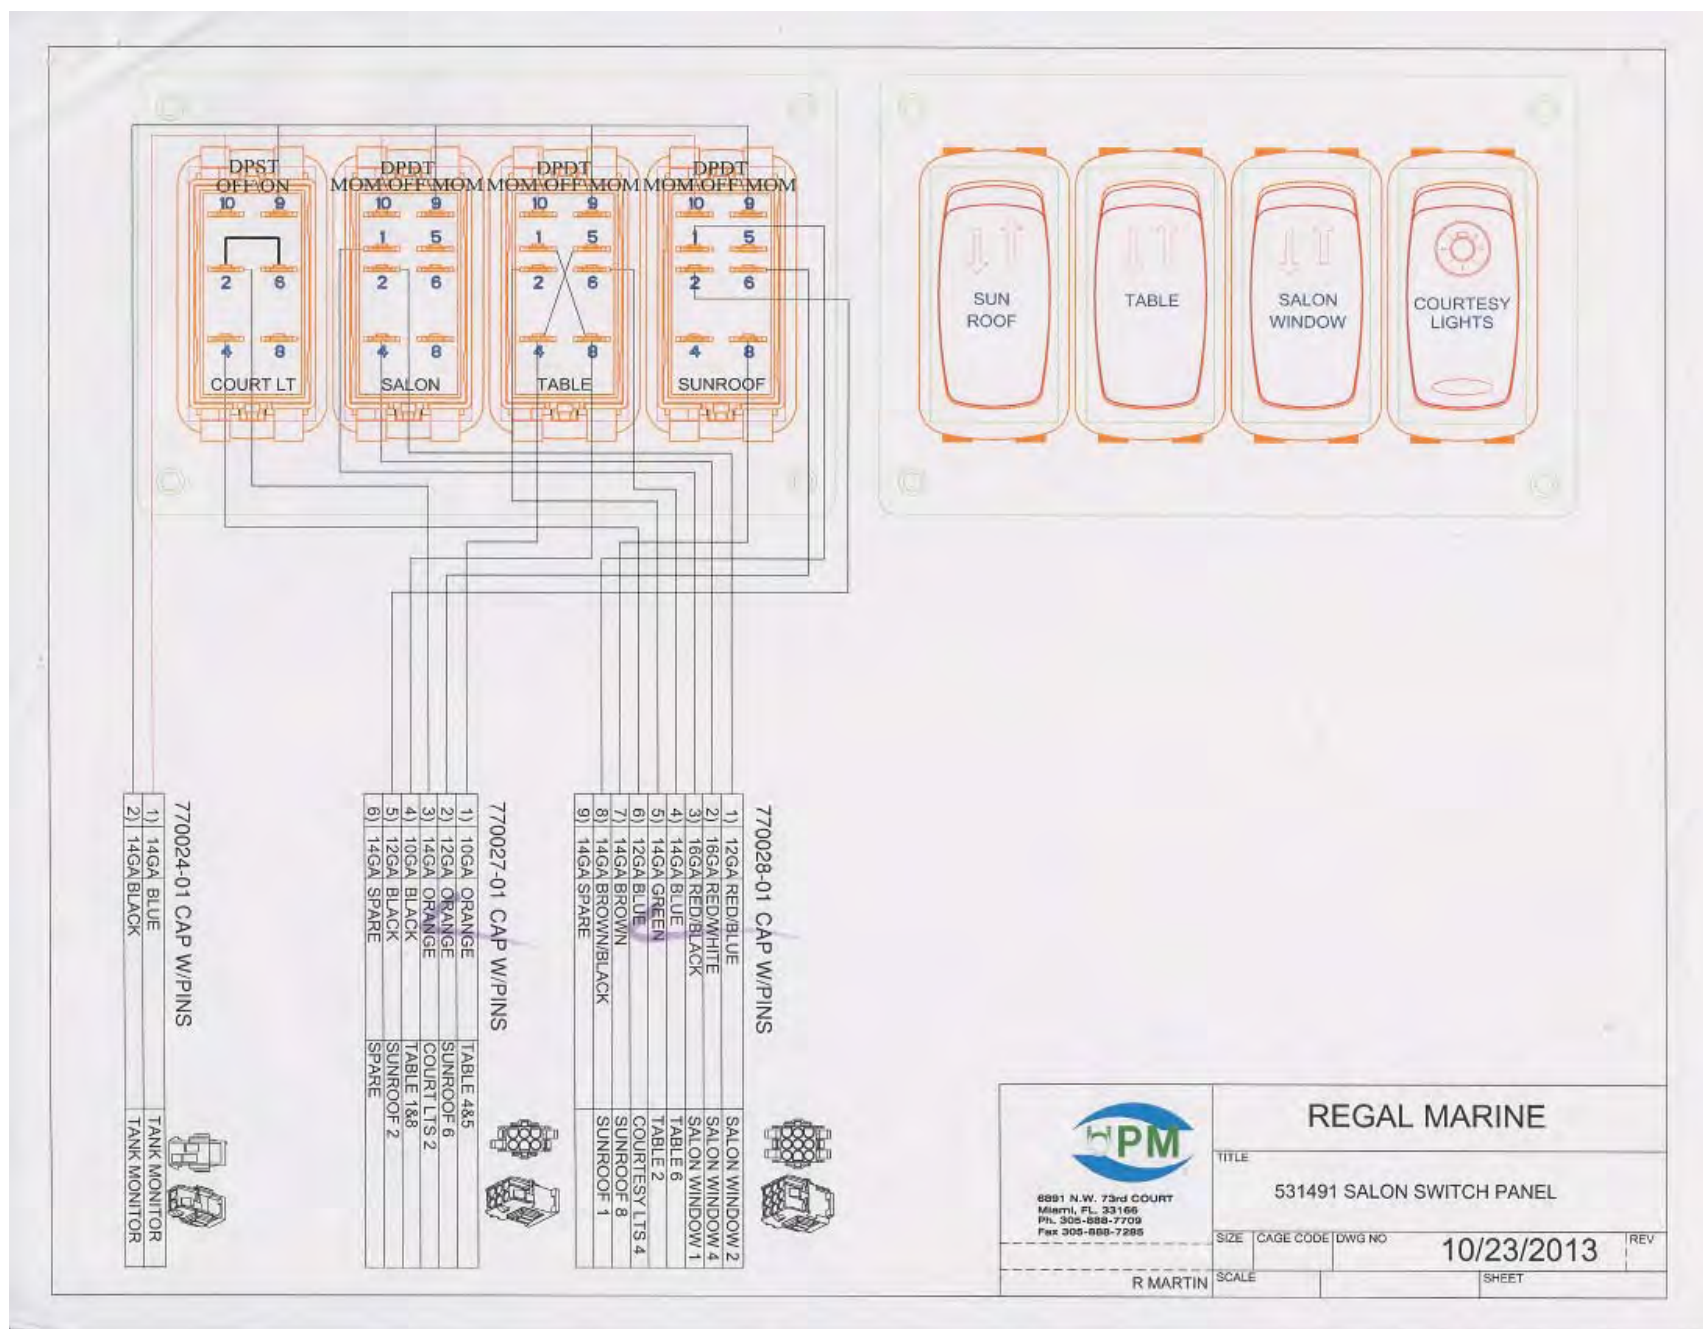 DPST
OFF\ON
DPDT
MOM\OFF\MOM
DPDT
MOM\OFF\MOM
DPDT
MOM\OFF\MOM
10 9
10 9
10 9
10 9
1 5
1 5
1 5
2 6
2 6
2 6
2 6
4 8
4 8
4 8
4 8
COURT LT
SALON
TABLE
SUNROOF
SUN
ROOF
TABLE
SALON
WINDOW
COURTESY
LIGHTS
770024-01 CAP W/PINS
1) 14GA BLUE TANK MONITOR
2) 14GA BLACK TANK MONITOR
770027-01 CAP W/PINS
1) 10GA ORANGE TABLE 4&5
2) 12GA ORANGE SUNROOF 6
3) 14GA ORANGE COURT LTS 2
4) 10GA BLACK TABLE 1&8
5) 12GA BLACK SUNROOF 2
6) 14GA SPARE SPARE
770028-01 CAP W/PINS
1) 12GA RED/BLUE SALON WINDOW 2
2) 16GA RED/WHITE SALON WINDOW 4
3) 16GA RED/BLACK SALON WINDOW 1
4) 14GA BLUE TABLE 6
5) 14GA GREEN TABLE 2
6) 12GA BLUE COURTESY LTS 4
7) 14GA BROWN SUNROOF 8
8) 14GA BROWN/BLACK SUNROOF 1
9) 14GA SPARE
PM
6891 N.W. 73rd COURT
Miami, FL. 33166
Ph. 305-888-7709
Fax 305-888-7285
R MARTIN
REGAL MARINE
TITLE
531491 SALON SWITCH PANEL
SIZE CAGE CODE DWG NO 10/23/2013 REV
SCALE SHEET